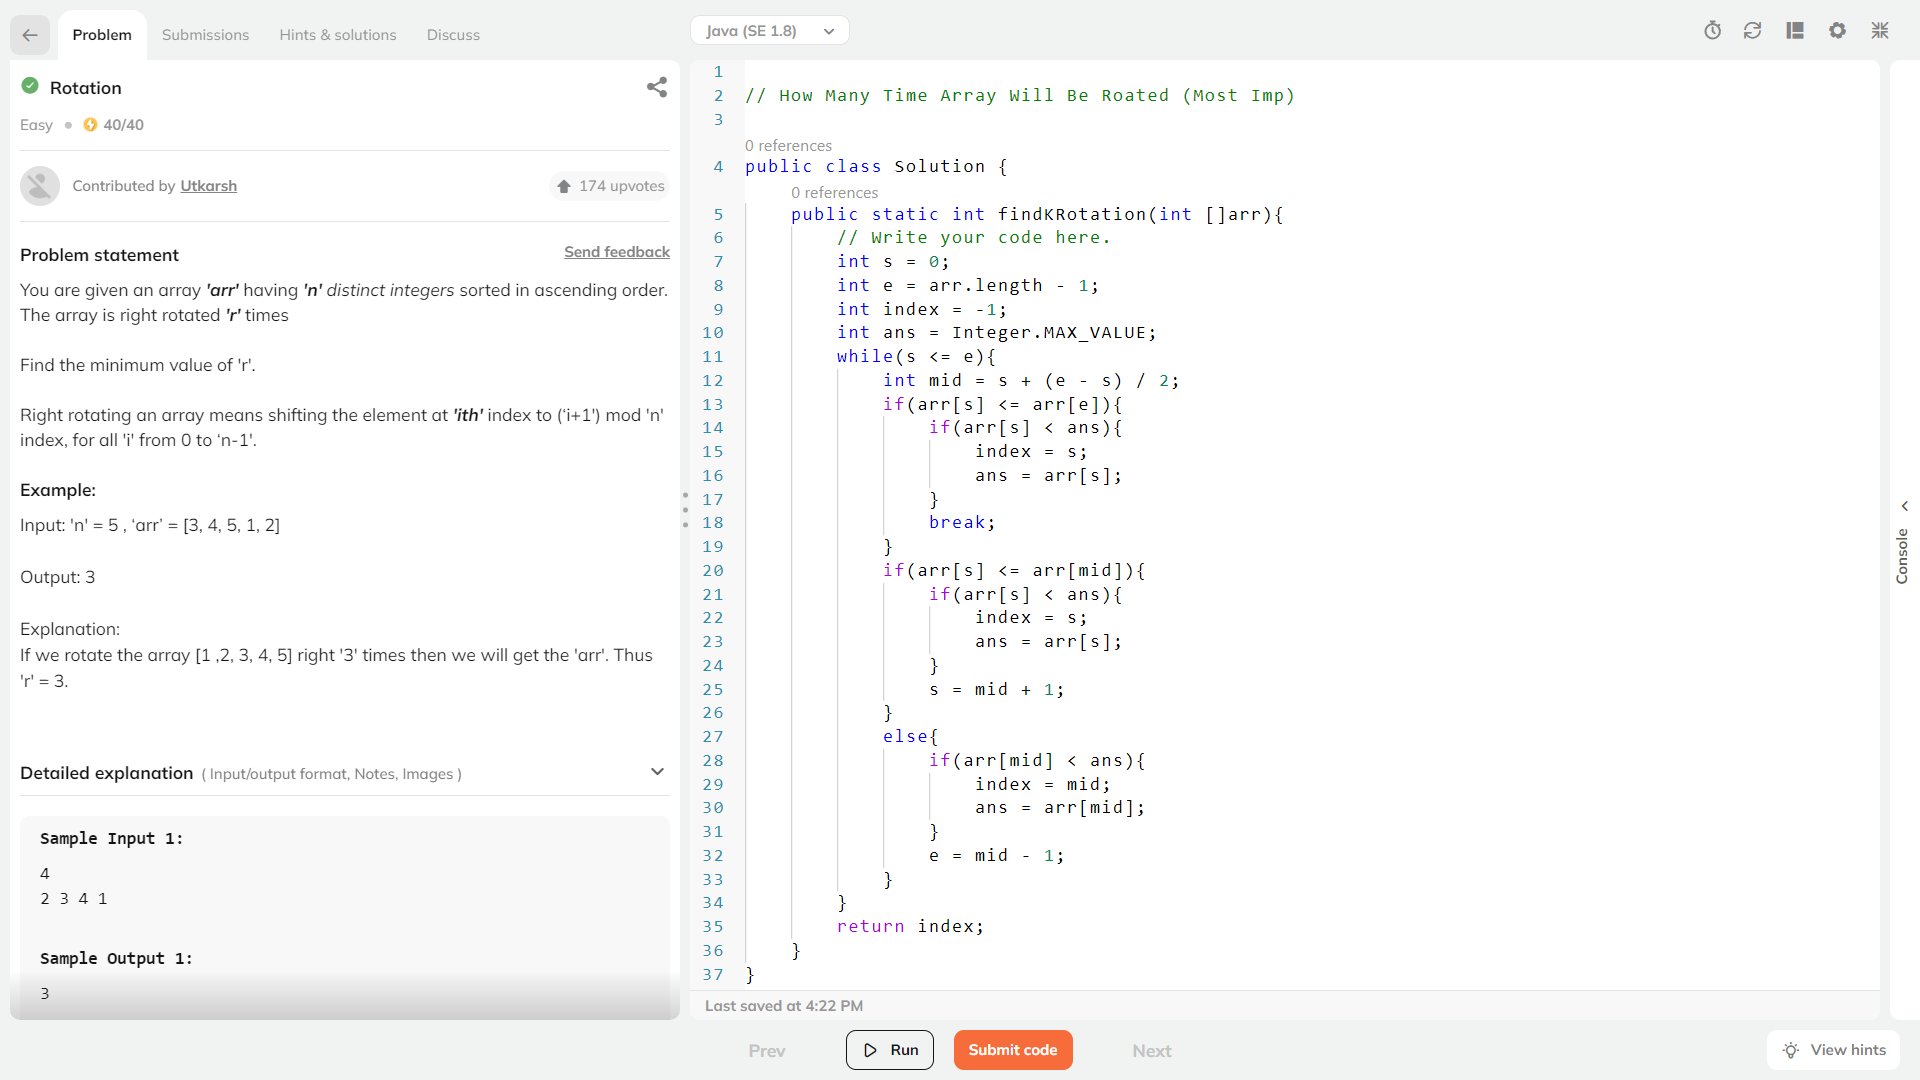 Problem
Submissions
Hints & solutions
Discuss
Java (SE 1.8)
Rotation
Easy
40/40
Contributed by Utkarsh
174 upvotes
Problem statement
Send feedback
You are given an array 'arr' having 'n' distinct integers sorted in ascending order.
The array is right rotated 'r' times
Find the minimum value of 'r'.
Right rotating an array means shifting the element at 'ith' index to (‘i+1') mod 'n'
index, for all 'i' from 0 to ‘n-1'.
Example:
Input: 'n' = 5 , ‘arr’ = [3, 4, 5, 1, 2]
Output: 3
Explanation:
If we rotate the array [1 ,2, 3, 4, 5] right '3' times then we will get the 'arr'. Thus
'r' = 3.
Detailed explanation ( Input/output format, Notes, Images )
Sample Input 1:
4
2 3 4 1
Sample Output 1:
3
1
2 // How Many Time Array Will Be Roated (Most Imp)
3
0 references
4 public class Solution {
0 references
5 public static int findKRotation(int []arr){
6 // Write your code here.
7 int s = 0;
8 int e = arr.length - 1;
9 int index = -1;
10 int ans = Integer.MAX_VALUE;
11 while(s <= e){
12 int mid = s + (e - s) / 2;
13 if(arr[s] <= arr[e]){
14 if(arr[s] < ans){
15 index = s;
16 ans = arr[s];
17 }
18 break;
19 }
20 if(arr[s] <= arr[mid]){
21 if(arr[s] < ans){
22 index = s;
23 ans = arr[s];
24 }
25 s = mid + 1;
26 }
27 else{
28 if(arr[mid] < ans){
29 index = mid;
30 ans = arr[mid];
31 }
32 e = mid - 1;
33 }
34 }
35 return index;
36 }
37 }
Last saved at 4:22 PM
Console
Prev
Run
Submit code
Next
View hints